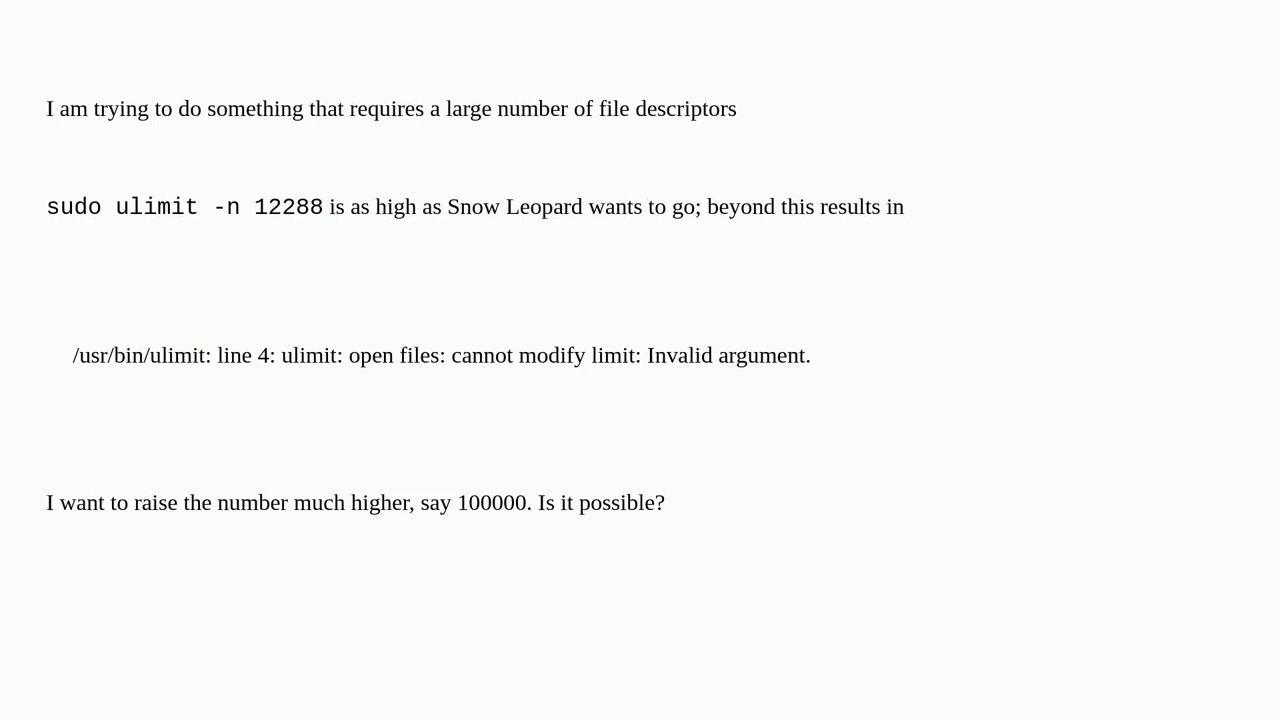 I am trying to do something that requires a large number of file descriptors
sudo ulimit -n 12288 is as high as Snow Leopard wants to go; beyond this results in
/usr/bin/ulimit: line 4: ulimit: open files: cannot modify limit: Invalid argument.
I want to raise the number much higher, say 100000. Is it possible?